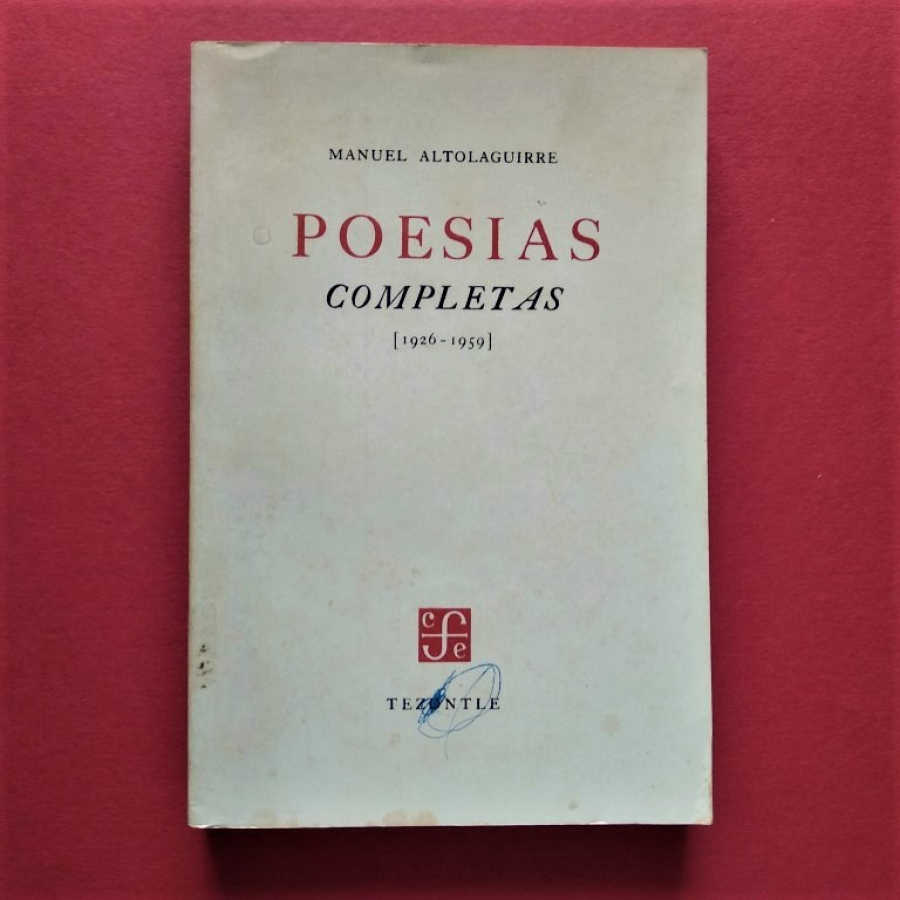 MANUEL ALTOLAGUIRRE
POESIAS
COMPLETAS
[1926-1959]
cfe
TEZONTLE